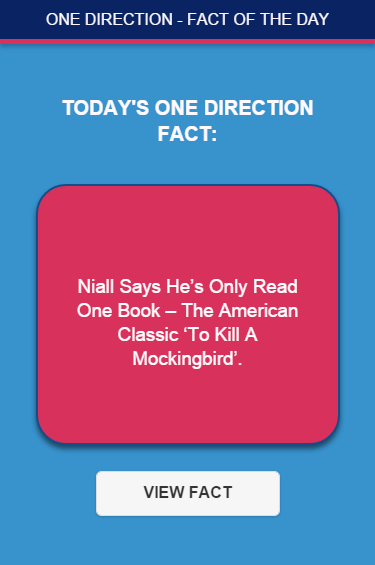 ONE DIRECTION - FACT OF THE DAY
TODAY'S ONE DIRECTION
FACT:
Niall Says He’s Only Read
One Book – The American
Classic ‘To Kill A
Mockingbird’.
VIEW FACT